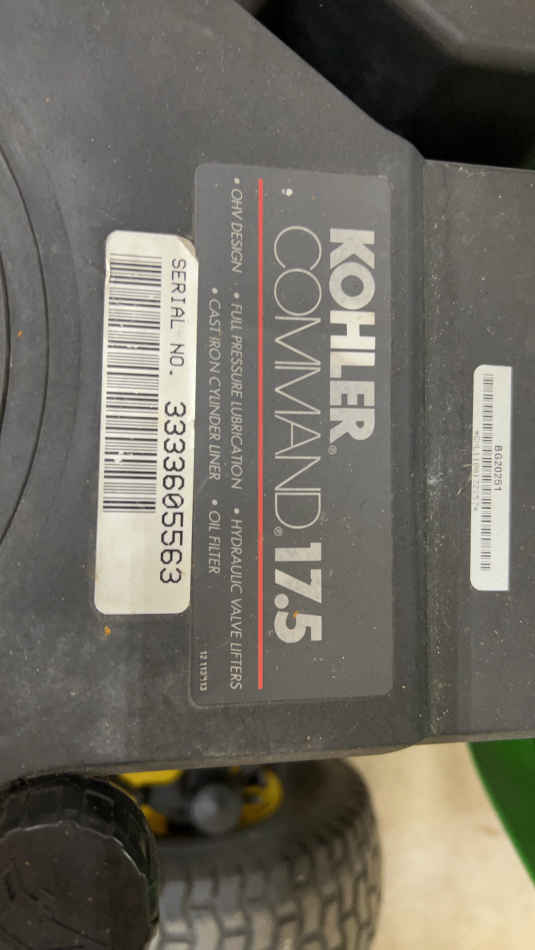 KOHLER®
COMMAND® 17.5
• OHV DESIGN • FULL PRESSURE LUBRICATION • HYDRAULIC VALVE LIFTERS
• CAST IRON CYLINDER LINER • OIL FILTER
SERIAL NO. 3333605563
BG20251